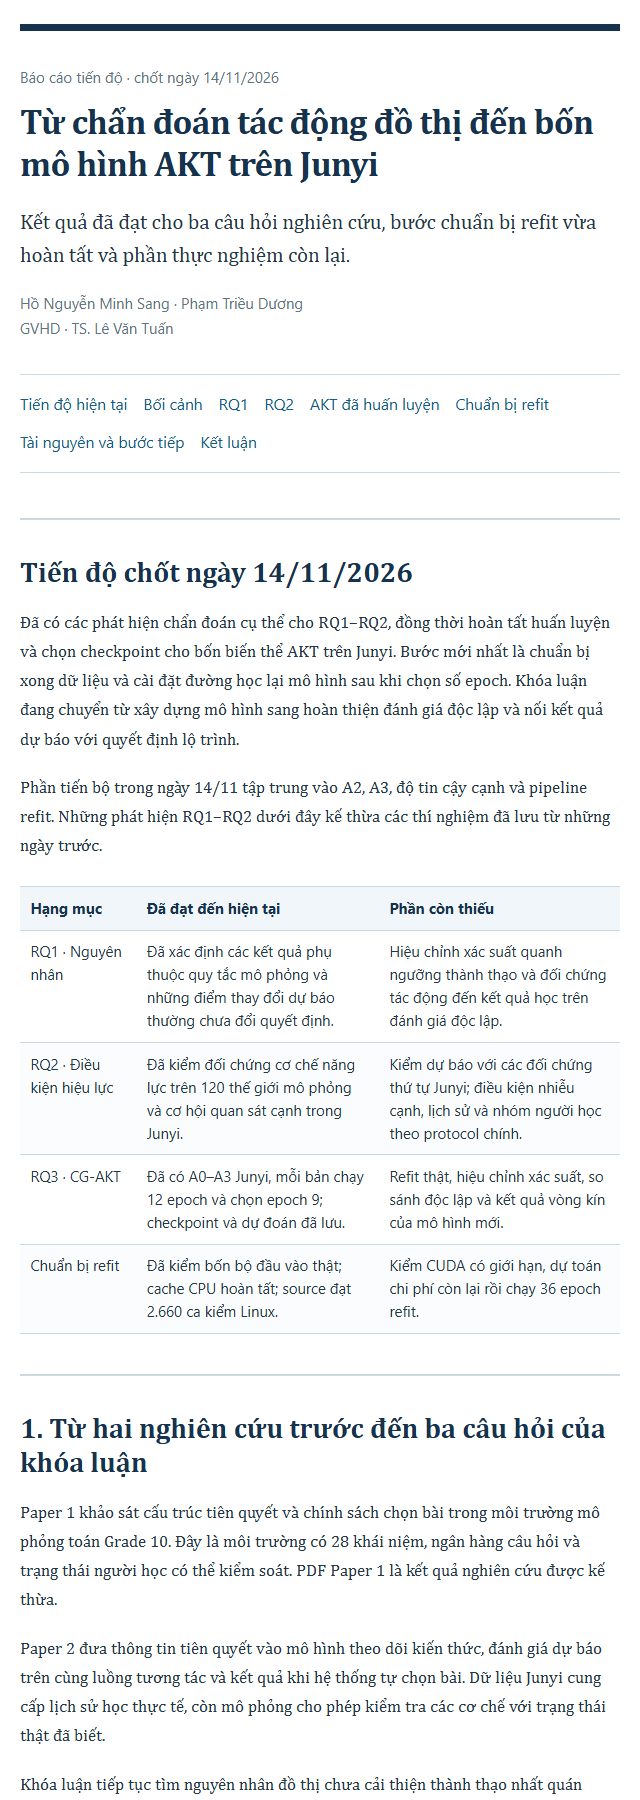 Báo cáo tiến độ · chốt ngày 14/11/2026
Từ chẩn đoán tác động đồ thị đến bốn
mô hình AKT trên Junyi
Kết quả đã đạt cho ba câu hỏi nghiên cứu, bước chuẩn bị refit vừa
hoàn tất và phần thực nghiệm còn lại.
Hồ Nguyễn Minh Sang · Phạm Triều Dương
GVHD · TS. Lê Văn Tuấn
Tiến độ hiện tại Bối cảnh RQ1 RQ2 AKT đã huấn luyện Chuẩn bị refit
Tài nguyên và bước tiếp Kết luận
Tiến độ chốt ngày 14/11/2026
Đã có các phát hiện chẩn đoán cụ thể cho RQ1–RQ2, đồng thời hoàn tất huấn luyện
và chọn checkpoint cho bốn biến thể AKT trên Junyi. Bước mới nhất là chuẩn bị
xong dữ liệu và cài đặt đường học lại mô hình sau khi chọn số epoch. Khóa luận
đang chuyển từ xây dựng mô hình sang hoàn thiện đánh giá độc lập và nối kết quả
dự báo với quyết định lộ trình.
Phần tiến bộ trong ngày 14/11 tập trung vào A2, A3, độ tin cậy cạnh và pipeline
refit. Những phát hiện RQ1–RQ2 dưới đây kế thừa các thí nghiệm đã lưu từ những
ngày trước.
Hạng mục Đã đạt đến hiện tại Phần còn thiếu
RQ1 · Nguyên Đã xác định các kết quả phụ Hiệu chỉnh xác suất quanh
nhân thuộc quy tắc mô phỏng và ngưỡng thành thạo và đối chứng
những điểm thay đổi dự báo tác động đến kết quả học trên
thường chưa đổi quyết định. đánh giá độc lập.
RQ2 · Điều Đã kiểm đối chứng cơ chế năng Kiểm dự báo với các đối chứng
kiện hiệu lực lực trên 120 thế giới mô phỏng thứ tự Junyi; điều kiện nhiễu
và cơ hội quan sát cạnh trong cạnh, lịch sử và nhóm người học
Junyi. theo protocol chính.
RQ3 · CG-AKT Đã có A0–A3 Junyi, mỗi bản chạy Refit thật, hiệu chỉnh xác suất, so
12 epoch và chọn epoch 9; sánh độc lập và kết quả vòng kín
checkpoint và dự đoán đã lưu. của mô hình mới.
Chuẩn bị refit Đã kiểm bốn bộ đầu vào thật; Kiểm CUDA có giới hạn, dự toán
cache CPU hoàn tất; source đạt chi phí còn lại rồi chạy 36 epoch
2.660 ca kiểm Linux. refit.
1. Từ hai nghiên cứu trước đến ba câu hỏi của
khóa luận
Paper 1 khảo sát cấu trúc tiên quyết và chính sách chọn bài trong môi trường mô
phỏng toán Grade 10. Đây là môi trường có 28 khái niệm, ngân hàng câu hỏi và
trạng thái người học có thể kiểm soát. PDF Paper 1 là kết quả nghiên cứu được kế
thừa.
Paper 2 đưa thông tin tiên quyết vào mô hình theo dõi kiến thức, đánh giá dự báo
trên cùng luồng tương tác và kết quả khi hệ thống tự chọn bài. Dữ liệu Junyi cung
cấp lịch sử học thực tế, còn mô phỏng cho phép kiểm tra các cơ chế với trạng thái
thật đã biết.
Khóa luận tiếp tục tìm nguyên nhân đồ thị chưa cải thiện thành thạo nhất quán